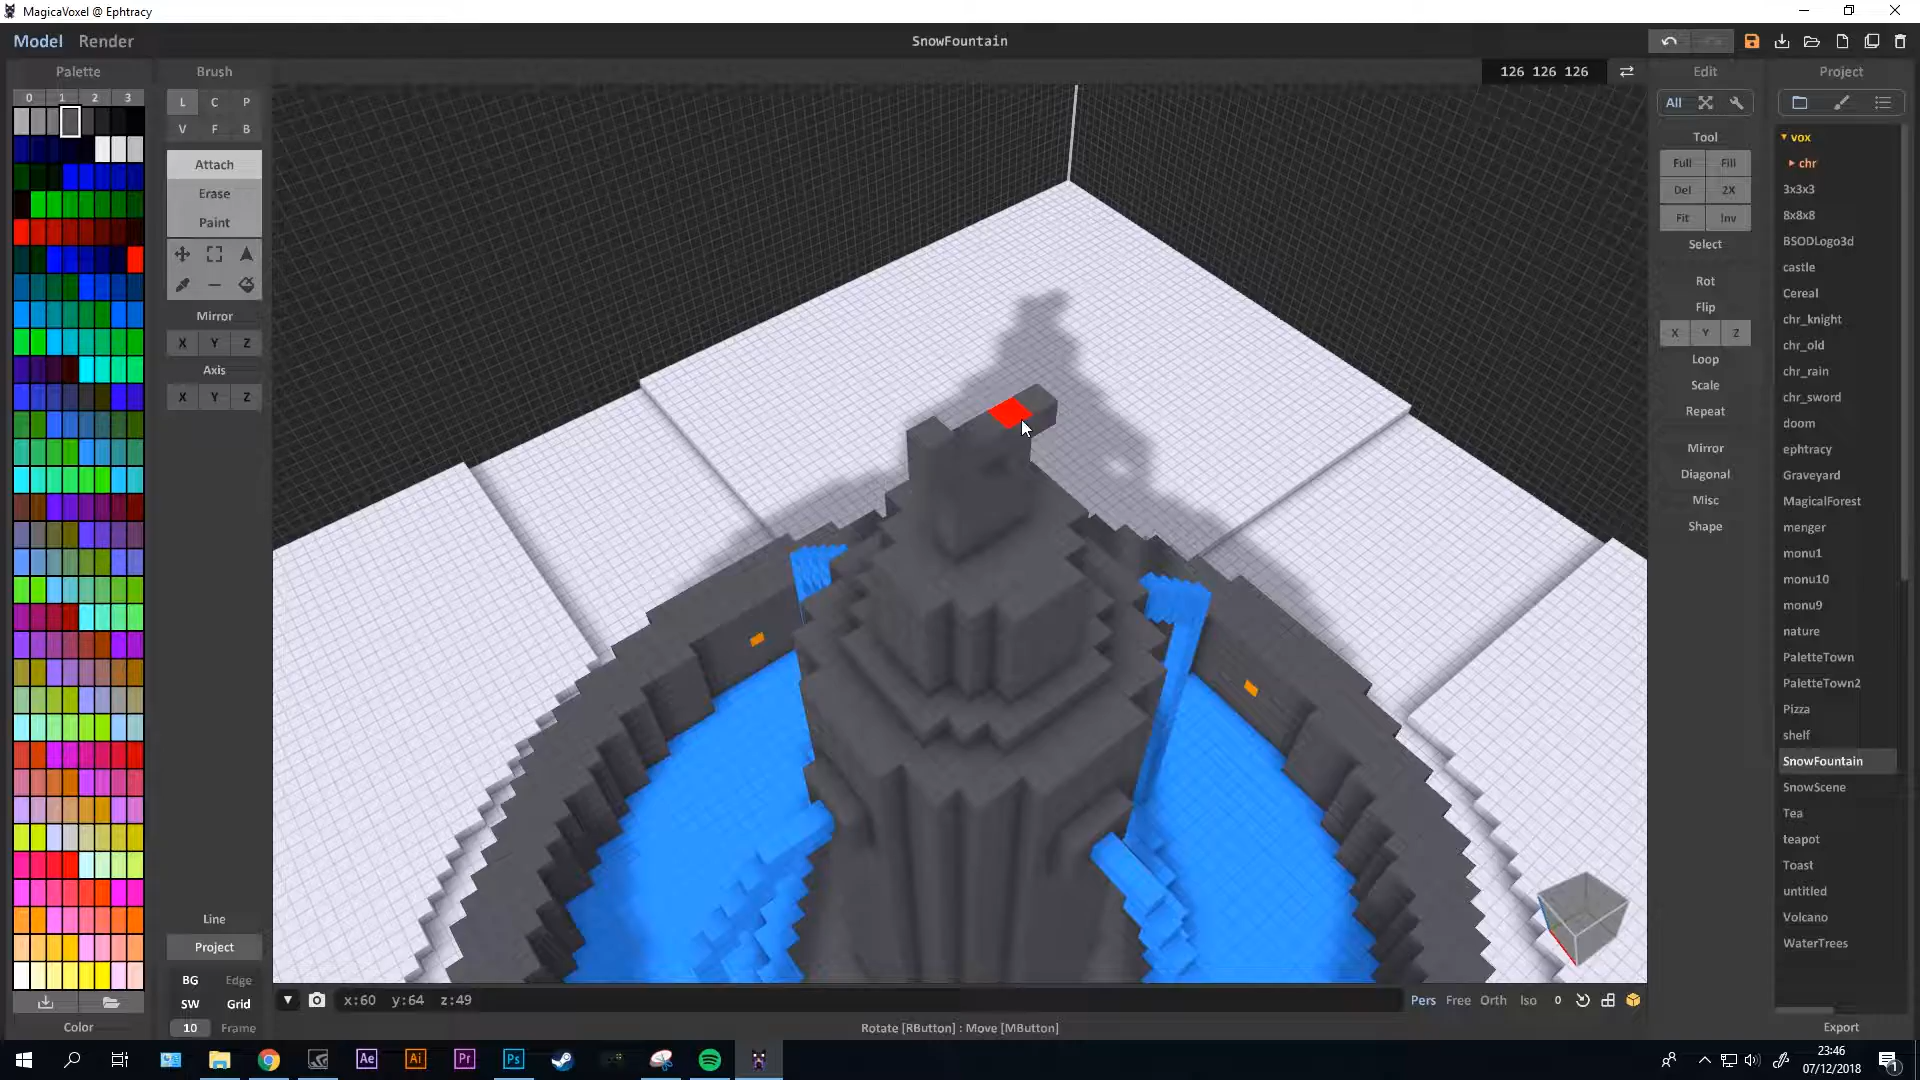 MagicaVoxel @ Ephtracy
Model Render
SnowFountain
Palette
0 1 2 3
Color
Brush
L C P
V F B
Attach
Erase
Paint
Mirror
X Y Z
Axis
X Y Z
Line
Project
BG Edge
SW Grid
10 Frame
126 126 126
x:60 y:64 z:49
Pers Free Orth Iso 0
Rotate [RButton] : Move [MButton]
Edit
All
Tool
Full Fill
Del 2X
Fit Inv
Select
Rot
Flip
X Y Z
Loop
Scale
Repeat
Mirror
Diagonal
Misc
Shape
Project
vox
chr
3x3x3
8x8x8
BSODLogo3d
castle
Cereal
chr_knight
chr_old
chr_rain
chr_sword
doom
ephtracy
Graveyard
MagicalForest
menger
monu1
monu10
monu9
nature
PaletteTown
PaletteTown2
Pizza
shelf
SnowFountain
SnowScene
Tea
teapot
Toast
untitled
Volcano
WaterTrees
Export
Ae Ai Pr Ps
23:46
07/12/2018
1